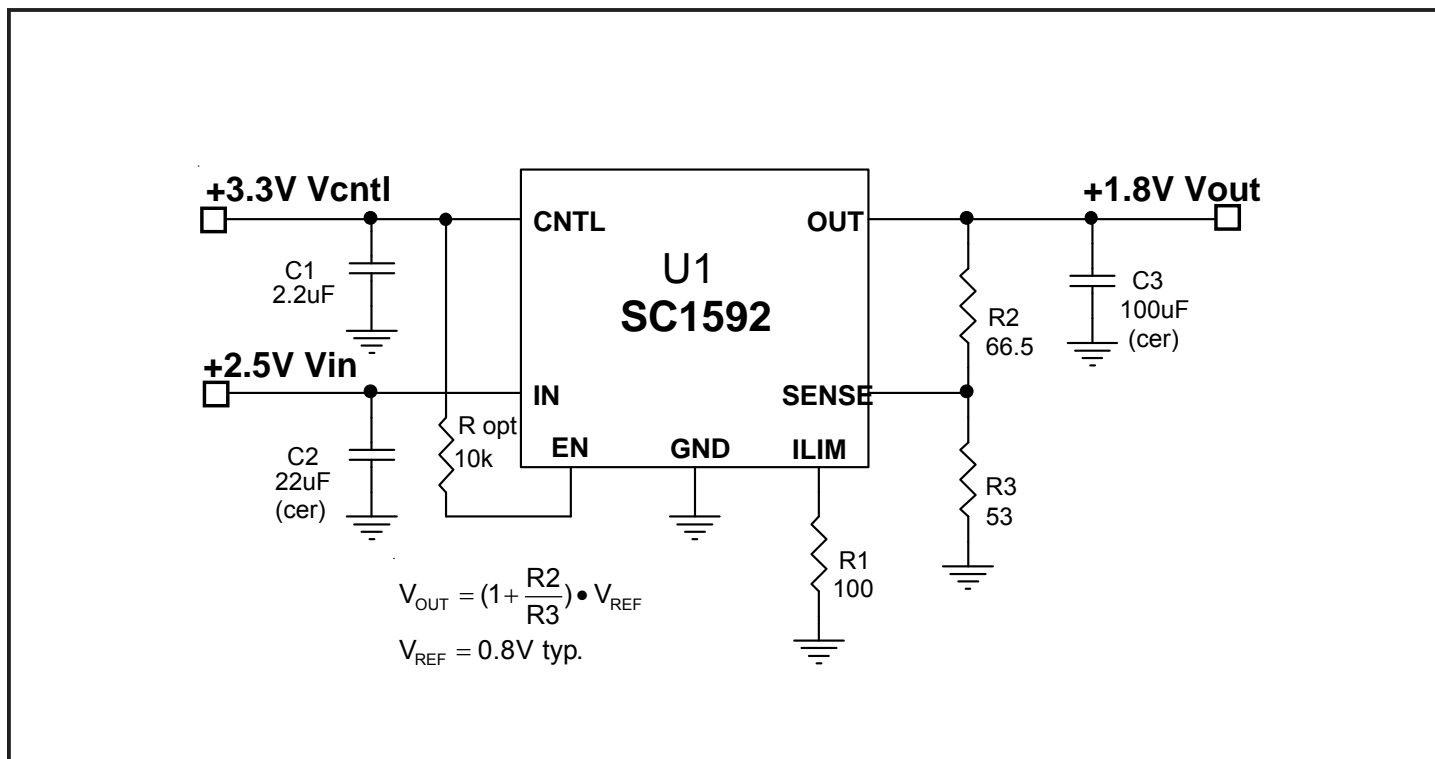 +3.3V Vcntl
+1.8V Vout
CNTL
OUT
U1
SC1592
C1
2.2uF
C3
100uF
(cer)
R2
66.5
+2.5V Vin
IN
SENSE
R opt
10k
EN
GND
ILIM
C2
22uF
(cer)
R3
53
R1
100
V_OUT = (1+ R2/R3) • V_REF
V_REF = 0.8V typ.